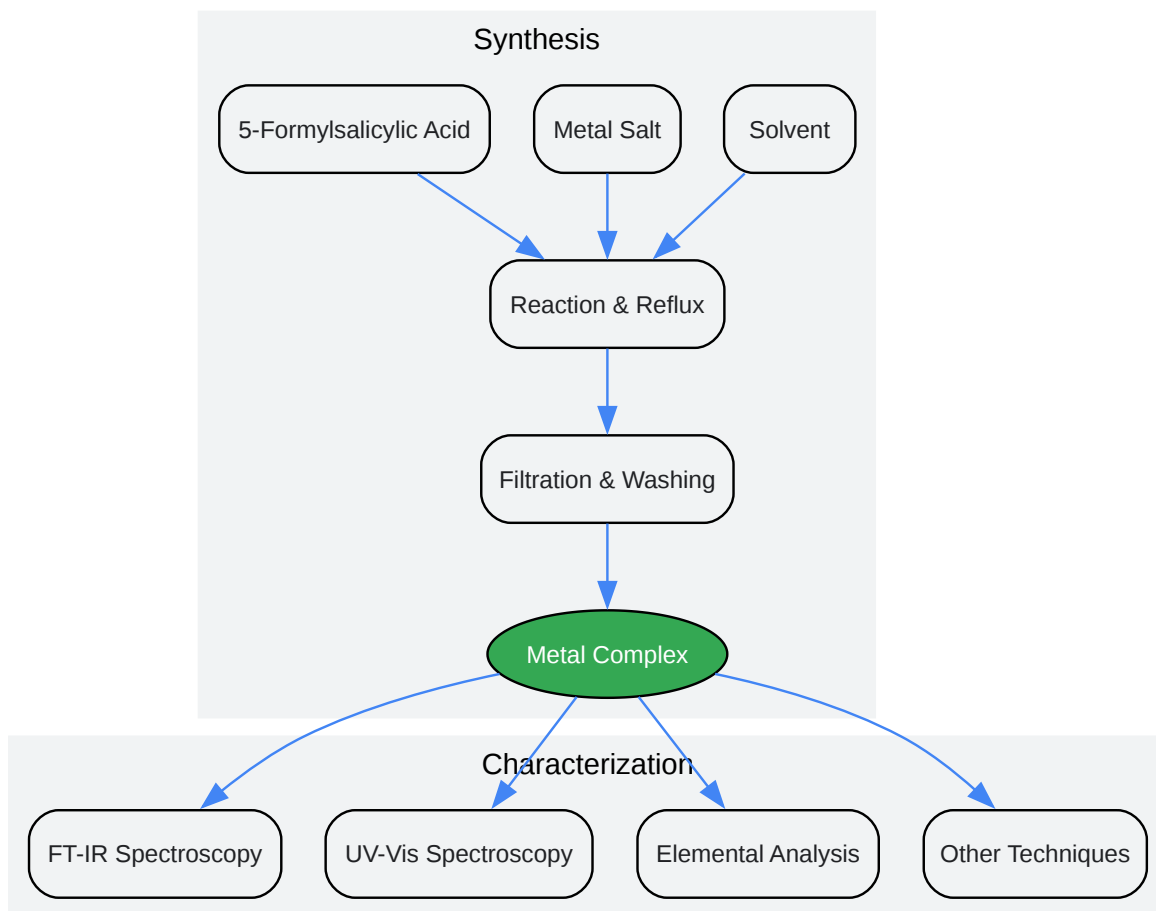 Synthesis
5-Formylsalicylic Acid
Metal Salt
Solvent
Reaction & Reflux
Filtration & Washing
Metal Complex
Characterization
FT-IR Spectroscopy
UV-Vis Spectroscopy
Elemental Analysis
Other Techniques